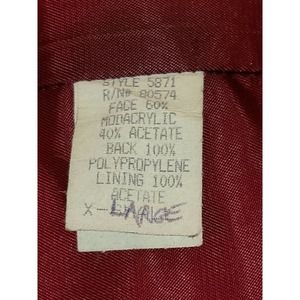 STYLE 5871
R/N# 80574
FACE 60%
MODACRYLIC
40% ACETATE
BACK 100%
POLYPROPYLENE
LINING 100%
ACETATE
X-LARGE